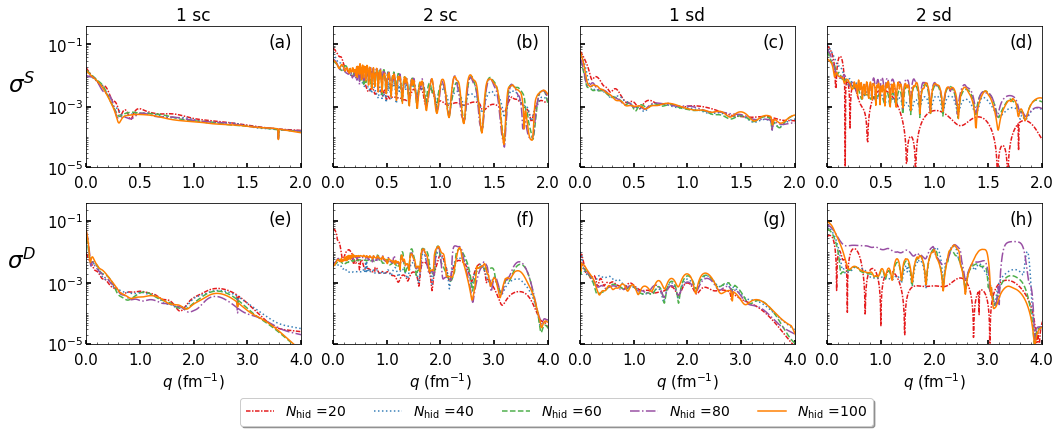 1 sc 2 sc 1 sd 2 sd
σ^S 10^−1 10^−3 10^−5 (a) (b) (c) (d)
0.0 0.5 1.0 1.5 2.0 0.0 0.5 1.0 1.5 2.0 0.0 0.5 1.0 1.5 2.0 0.0 0.5 1.0 1.5 2.0
σ^D 10^−1 10^−3 10^−5 (e) (f) (g) (h)
0.0 1.0 2.0 3.0 4.0 0.0 1.0 2.0 3.0 4.0 0.0 1.0 2.0 3.0 4.0 0.0 1.0 2.0 3.0 4.0
q (fm^−1) q (fm^−1) q (fm^−1) q (fm^−1)
N_hid =20 N_hid =40 N_hid =60 N_hid =80 N_hid =100